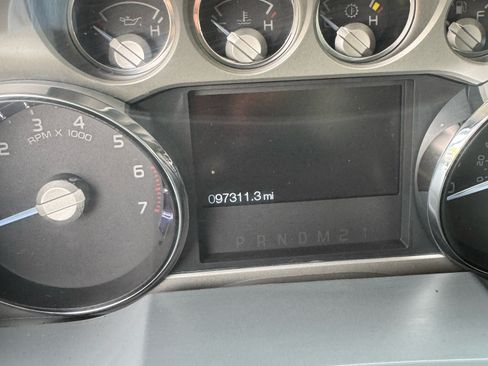 H
H
H
F
2 3 4 5 6 7
RPM X 1000
097311.3 mi
P R N D M 2 1